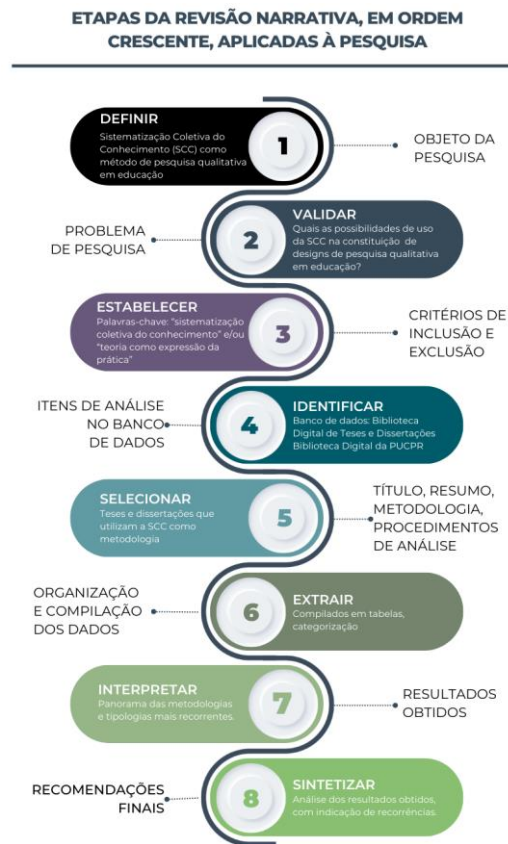 ETAPAS DA REVISÃO NARRATIVA, EM ORDEM
CRESCENTE, APLICADAS À PESQUISA
DEFINIR
Sistematização Coletiva do
Conhecimento (SCC) como
método de pesquisa qualitativa
em educação
1
OBJETO DA
PESQUISA
PROBLEMA
DE PESQUISA
2
VALIDAR
Quais as possibilidades de uso
da SCC na constituição de
designs de pesquisa qualitativa
em educação?
ESTABELECER
Palavras-chave: “sistematização
coletiva do conhecimento” e/ou
“teoria como expressão da
prática”
3
CRITÉRIOS DE
INCLUSÃO E
EXCLUSÃO
ITENS DE ANÁLISE
NO BANCO
DE DADOS
4
IDENTIFICAR
Banco de dados: Biblioteca
Digital de Teses e Dissertações
Biblioteca Digital da PUCPR
SELECIONAR
Teses e dissertações que
utilizam a SCC como
metodologia
5
TÍTULO, RESUMO,
METODOLOGIA,
PROCEDIMENTOS
DE ANÁLISE
ORGANIZAÇÃO
E COMPILAÇÃO
DOS DADOS
6
EXTRAIR
Compilados em tabelas,
categorização
INTERPRETAR
Panorama das metodologias
e tipologias mais recorrentes.
7
RESULTADOS
OBTIDOS
RECOMENDAÇÕES
FINAIS
8
SINTETIZAR
Análise dos resultados obtidos,
com indicação de recorrências.